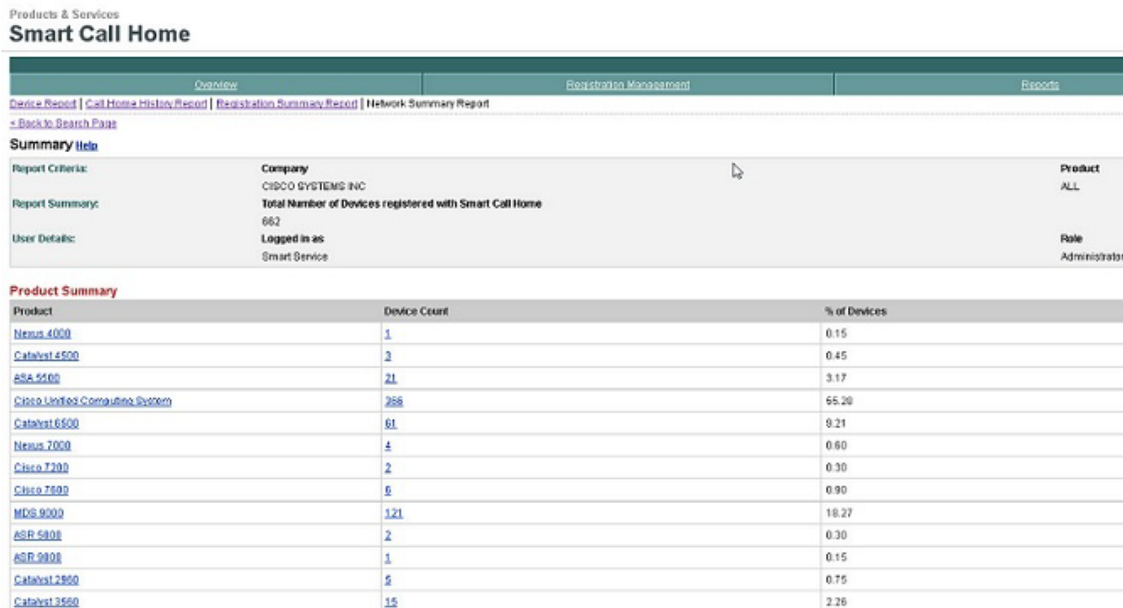 Products & Services
Smart Call Home
Overview Registration Management Reports
Device Report | Call Home History Report | Registration Summary Report | Network Summary Report
< Back to Search Page
Summary Help
Report Criteria: Company Product
CISCO SYSTEMS INC ALL
Report Summary: Total Number of Devices registered with Smart Call Home
662
User Details: Logged in as Role
Smart Service Administrator
Product Summary
Product Device Count % of Devices
Nexus 4000 1 0.15
Catalyst 4500 3 0.45
ASA 5500 21 3.17
Cisco Unified Computing System 366 55.28
Catalyst 6500 61 9.21
Nexus 7000 4 0.60
Cisco 7200 2 0.30
Cisco 7600 6 0.90
MDS 9000 121 18.27
ASR 5000 2 0.30
ASR 9000 1 0.15
Catalyst 2960 5 0.75
Catalyst 3560 15 2.26